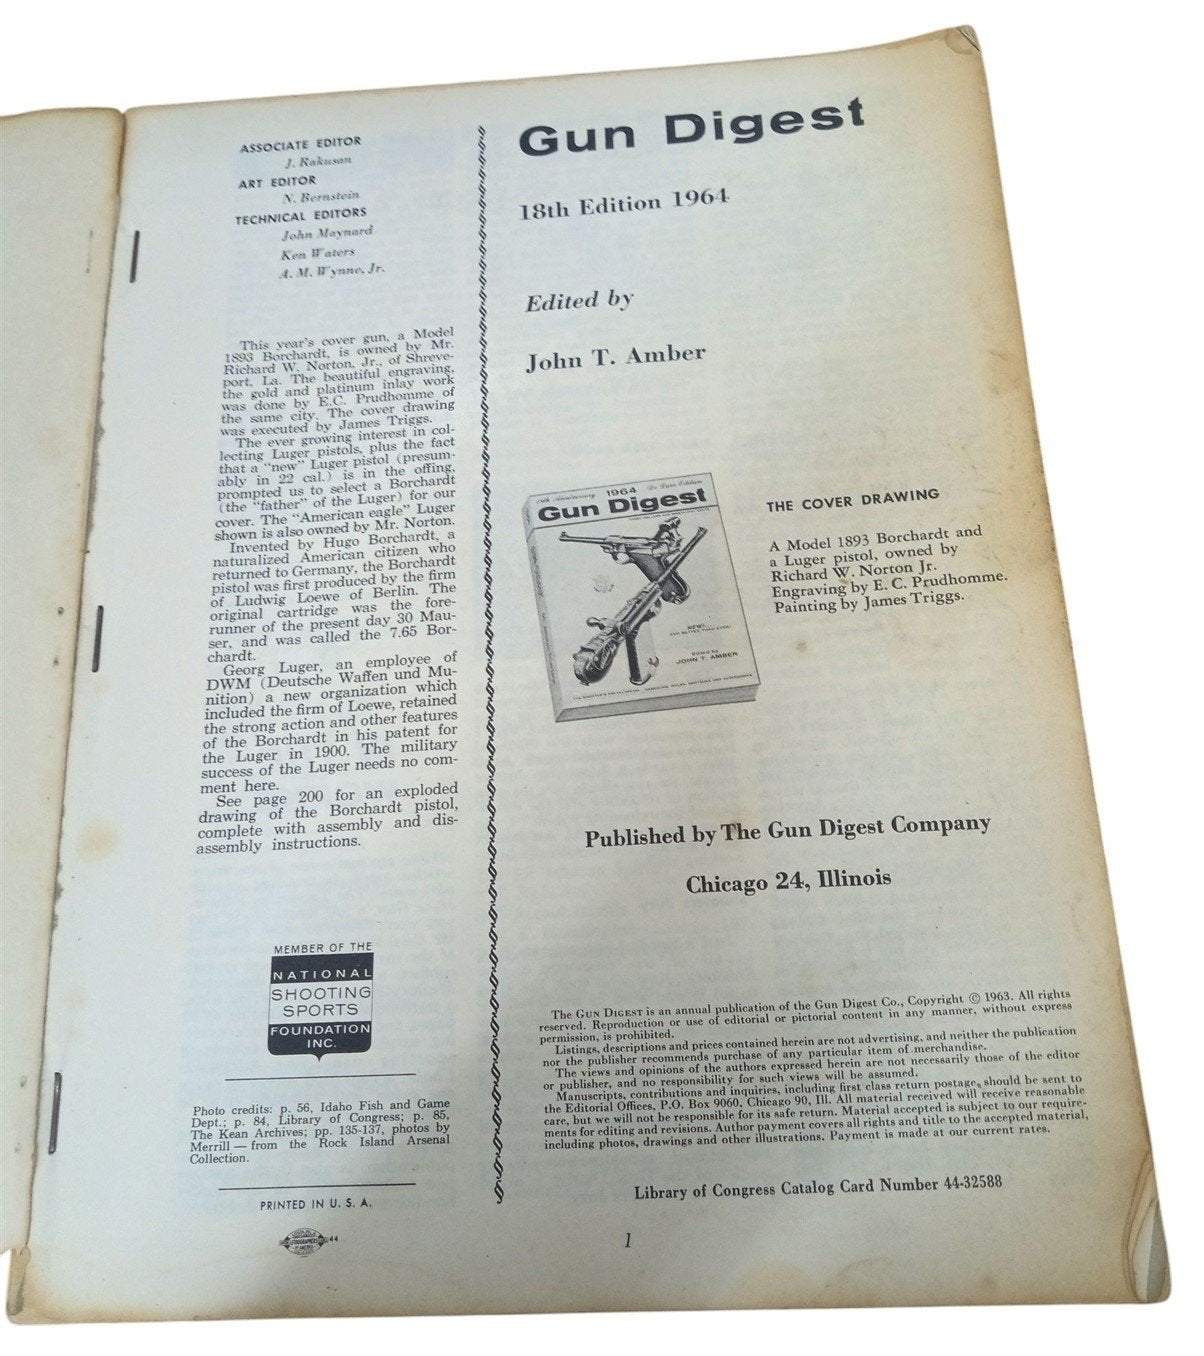 ASSOCIATE EDITOR
J. Rakusan
ART EDITOR
N. Bernstein
TECHNICAL EDITORS
John Maynard
Ken Waters
A. M. Wynne, Jr.
This year's cover gun, a Model
1893 Borchardt, is owned by Mr.
Richard W. Norton, Jr., of Shreve-
port, La. The beautiful engraving,
the gold and platinum inlay work
was done by E.C. Prudhomme of
the same city. The cover drawing
was executed by James Triggs.
The ever growing interest in col-
lecting Luger pistols, plus the fact
that a "new" Luger pistol (presum-
ably in 22 cal.) is in the offing,
prompted us to select a Borchardt
(the "father" of the Luger) for our
cover. The "American eagle" Luger
shown is also owned by Mr. Norton.
Invented by Hugo Borchardt, a
naturalized American citizen who
returned to Germany, the Borchardt
pistol was first produced by the firm
of Ludwig Loewe of Berlin. The
original cartridge was the fore-
runner of the present day 30 Mau-
ser, and was called the 7.65 Bor-
chardt.
Georg Luger, an employee of
DWM (Deutsche Waffen und Mu-
nition) a new organization which
included the firm of Loewe, retained
the strong action and other features
of the Borchardt in his patent for
the Luger in 1900. The military
success of the Luger needs no com-
ment here.
See page 200 for an exploded
drawing of the Borchardt pistol,
complete with assembly and dis-
assembly instructions.
MEMBER OF THE
NATIONAL
SHOOTING
SPORTS
FOUNDATION
INC.
Photo credits: p. 56, Idaho Fish and Game
Dept.; p. 84, Library of Congress; p. 85,
The Kean Archives; pp. 135-137, photos by
Merrill — from the Rock Island Arsenal
Collection.
PRINTED IN U. S. A.
44
Gun Digest
18th Edition 1964
Edited by
John T. Amber
18th Anniversary 1964 De Luxe Edition
Gun Digest
NEW!
AND BETTER THAN EVER!
Edited by
JOHN T. AMBER
THE COVER DRAWING
A Model 1893 Borchardt and
a Luger pistol, owned by
Richard W. Norton Jr.
Engraving by E. C. Prudhomme.
Painting by James Triggs.
Published by The Gun Digest Company
Chicago 24, Illinois
The GUN DIGEST is an annual publication of the Gun Digest Co., Copyright © 1963. All rights
reserved. Reproduction or use of editorial or pictorial content in any manner, without express
permission, is prohibited.
Listings, descriptions and prices contained herein are not advertising, and neither the publication
nor the publisher recommends purchase of any particular item of merchandise.
The views and opinions of the authors expressed herein are not necessarily those of the editor
or publisher, and no responsibility for such views will be assumed.
Manuscripts, contributions and inquiries, including first class return postage, should be sent to
the Editorial Offices, P.O. Box 9060, Chicago 90, Ill. All material received will receive reasonable
care, but we will not be responsible for its safe return. Material accepted is subject to our require-
ments for editing and revisions. Author payment covers all rights and title to the accepted material,
including photos, drawings and other illustrations. Payment is made at our current rates.
Library of Congress Catalog Card Number 44-32588
1